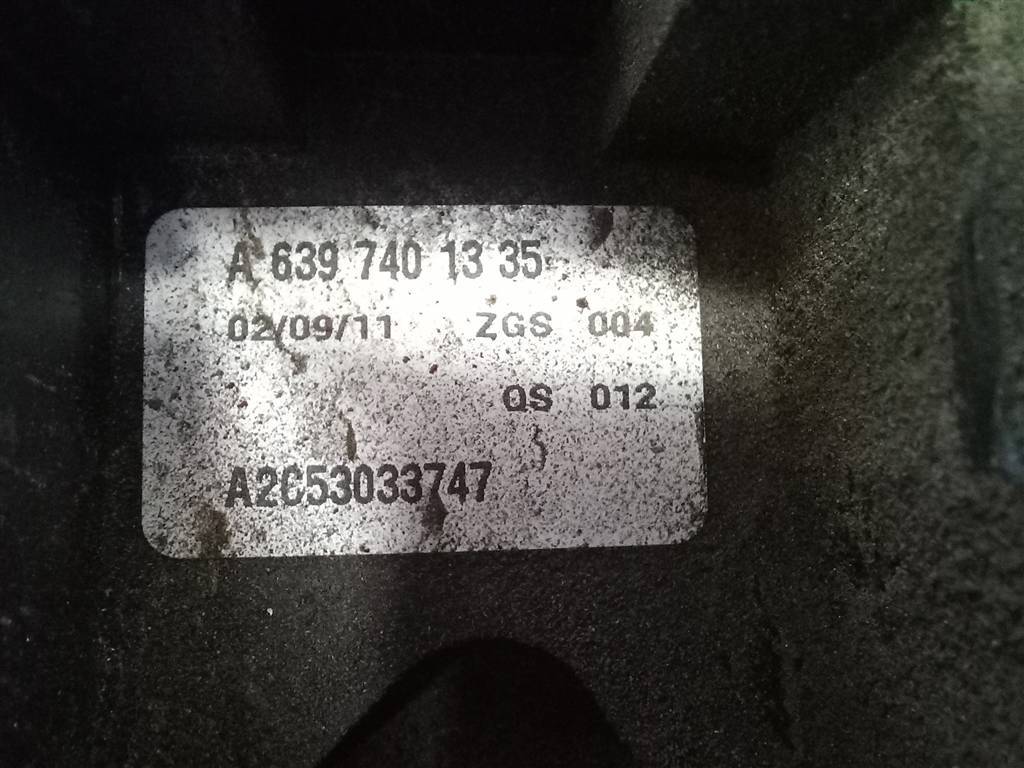 A 639 740 13 35
02/09/11 ZGS 004
QS 012
A2C53033747